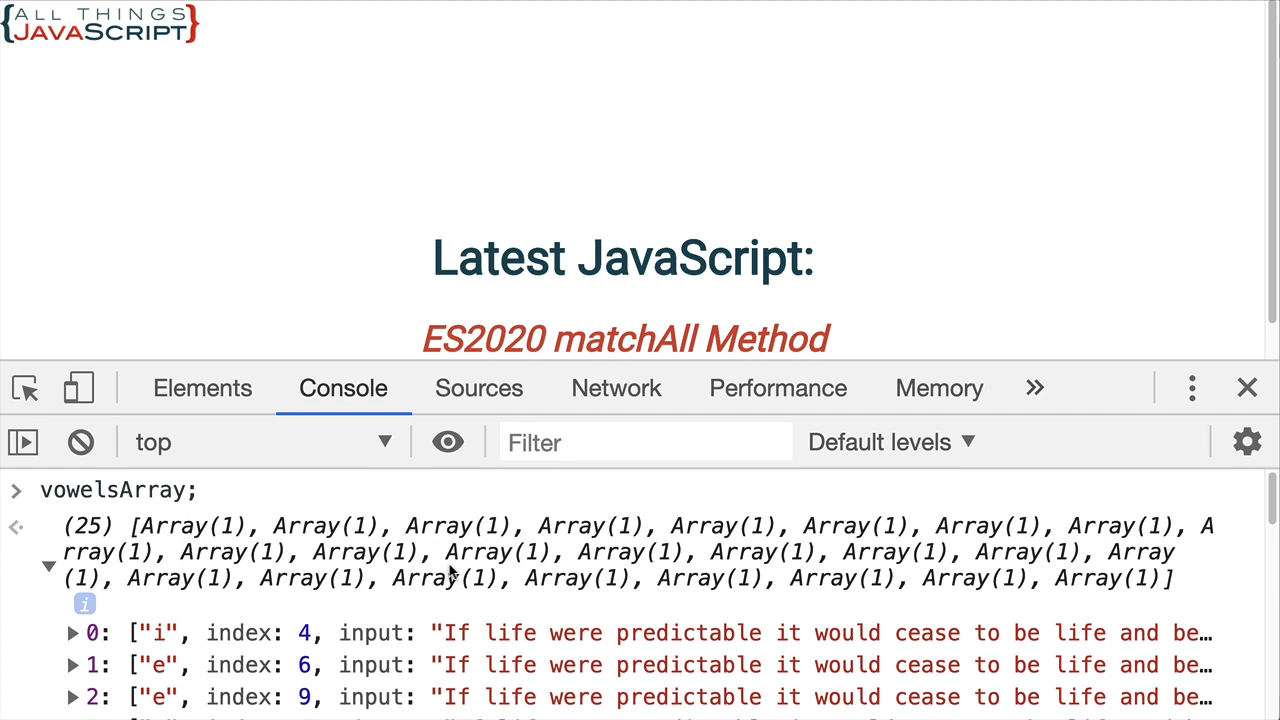 {ALL THINGS
JAVASCRIPT}
Latest JavaScript:
ES2020 matchAll Method
Elements Console Sources Network Performance Memory »
top ▼ Filter Default levels ▼
> vowelsArray;
(25) [Array(1), Array(1), Array(1), Array(1), Array(1), Array(1), Array(1), Array(1), A
rray(1), Array(1), Array(1), Array(1), Array(1), Array(1), Array(1), Array(1), Array
(1), Array(1), Array(1), Array(1), Array(1), Array(1), Array(1), Array(1), Array(1)]
i
▶ 0: ["i", index: 4, input: "If life were predictable it would cease to be life and be…
▶ 1: ["e", index: 6, input: "If life were predictable it would cease to be life and be…
▶ 2: ["e", index: 9, input: "If life were predictable it would cease to be life and be…